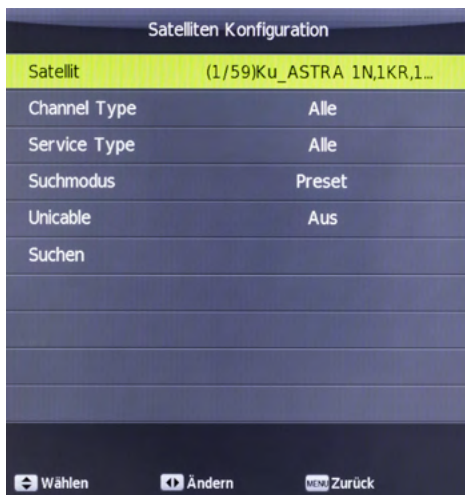 Satelliten Konfiguration
Satellit (1/59)Ku_ASTRA 1N,1KR,1...
Channel Type Alle
Service Type Alle
Suchmodus Preset
Unicable Aus
Suchen
Wählen Ändern MENU Zurück